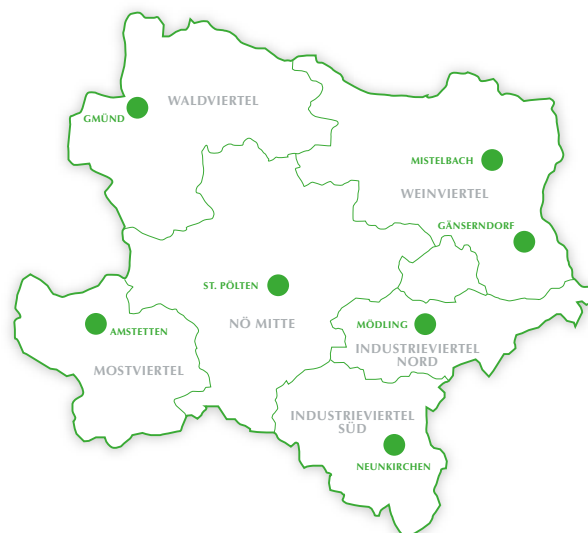 WALDVIERTEL
GMÜND
MISTELBACH
WEINVIERTEL
GÄNSERNDORF
ST. PÖLTEN
NÖ MITTE
MÖDLING
INDUSTRIEVIERTEL
NORD
AMSTETTEN
MOSTVIERTEL
INDUSTRIEVIERTEL
SÜD
NEUNKIRCHEN